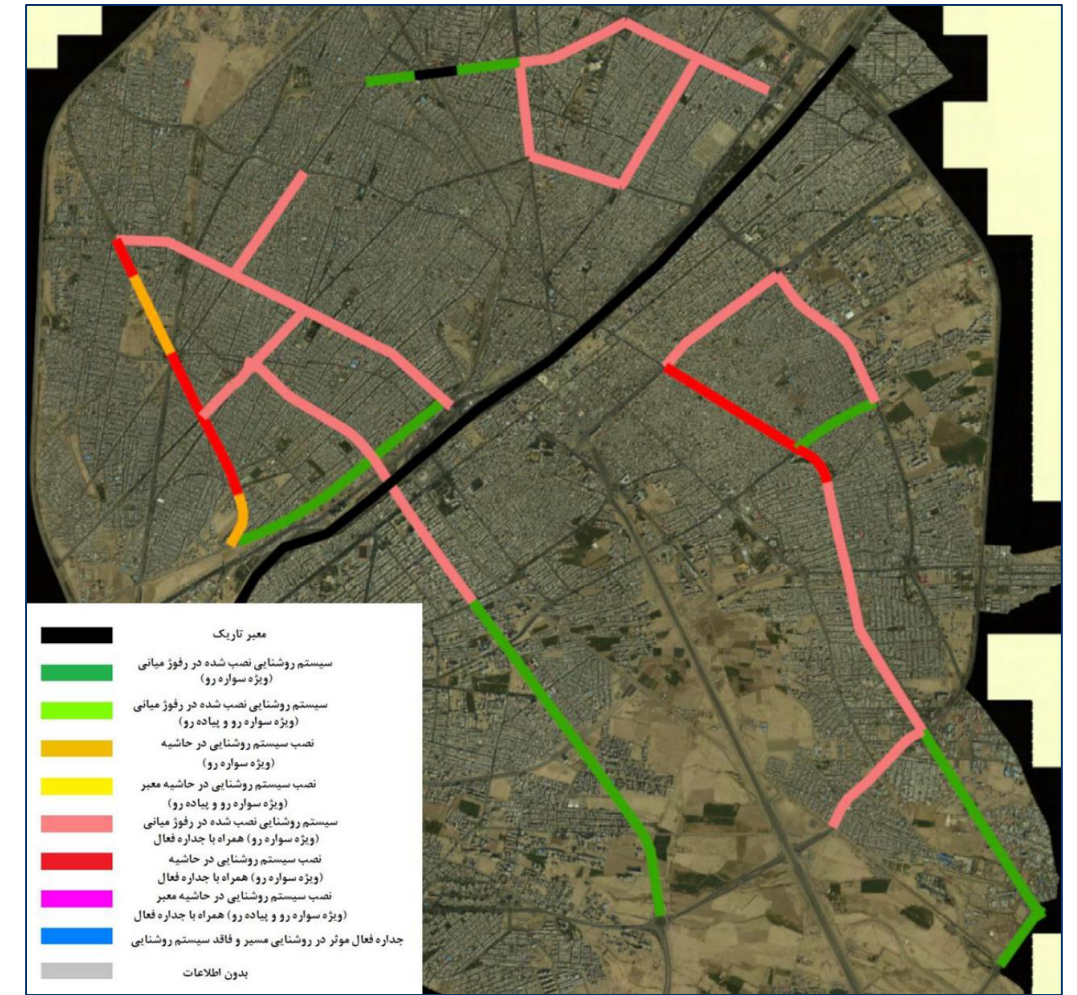 معبر تاریک
سیستم روشنایی نصب شده در رفوژ میانی
(ویژه سواره رو)
سیستم روشنایی نصب شده در رفوژ میانی
(ویژه سواره رو و پیاده رو)
نصب سیستم روشنایی در حاشیه
(ویژه سواره رو)
نصب سیستم روشنایی در حاشیه معبر
(ویژه سواره رو و پیاده رو)
سیستم روشنایی نصب شده در رفوژ میانی
(ویژه سواره رو) همراه با جداره فعال
نصب سیستم روشنایی در حاشیه
(ویژه سواره رو) همراه با جداره فعال
نصب سیستم روشنایی در حاشیه معبر
(ویژه سواره رو و پیاده رو) همراه با جداره فعال
جداره فعال موثر در روشنایی مسیر و فاقد سیستم روشنایی
بدون اطلاعات